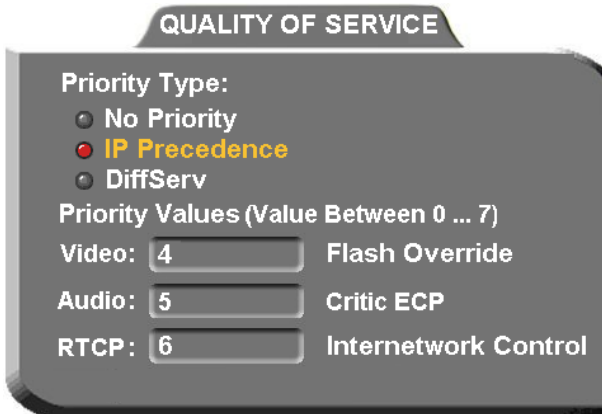 QUALITY OF SERVICE
Priority Type:
No Priority
IP Precedence
DiffServ
Priority Values (Value Between 0 ... 7)
Video: 4 Flash Override
Audio: 5 Critic ECP
RTCP: 6 Internetwork Control